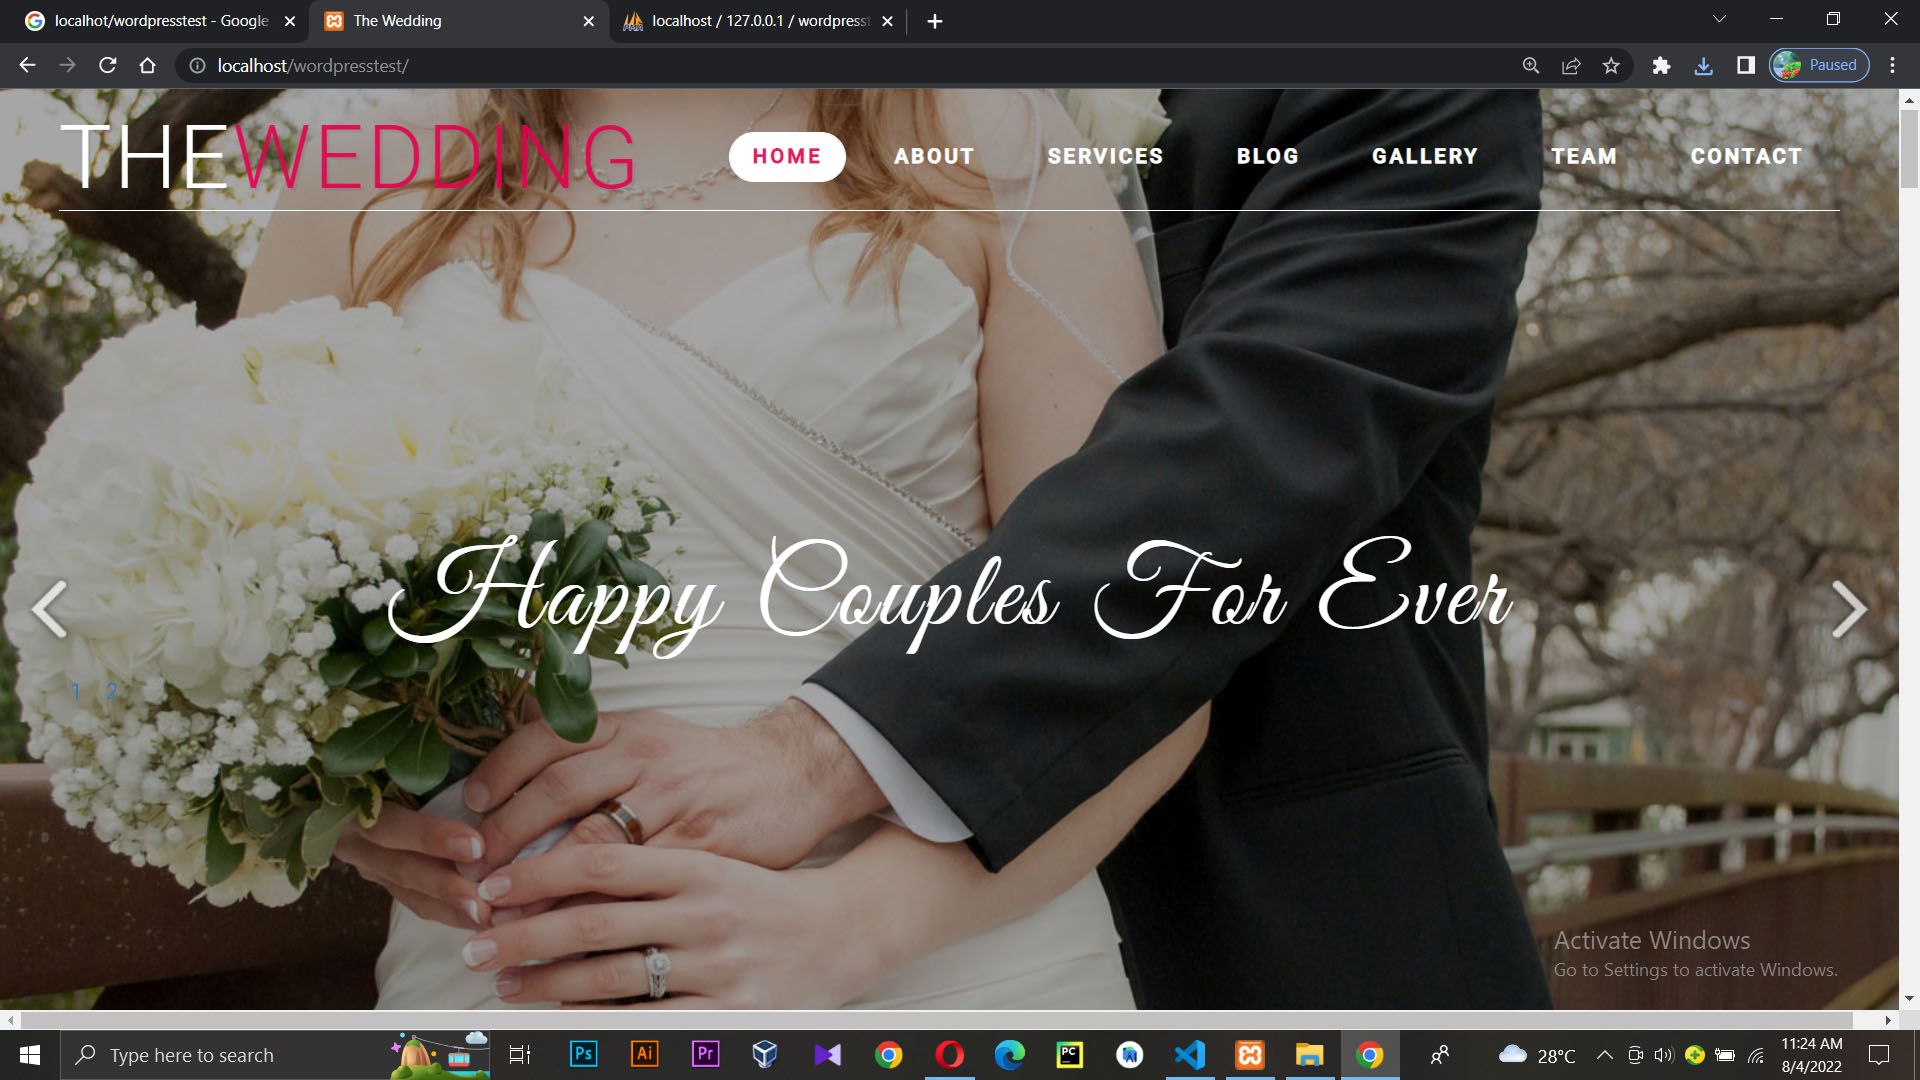 localhot/wordpresstest - Google
The Wedding
localhost / 127.0.0.1 / wordpresst
localhost/wordpresstest/
Paused
THEWEDDING
HOME
ABOUT
SERVICES
BLOG
GALLERY
TEAM
CONTACT
Happy Couples For Ever
1 2
Activate Windows
Go to Settings to activate Windows.
Type here to search
Ps
Ai
Pr
PC
28°C
11:24 AM
8/4/2022